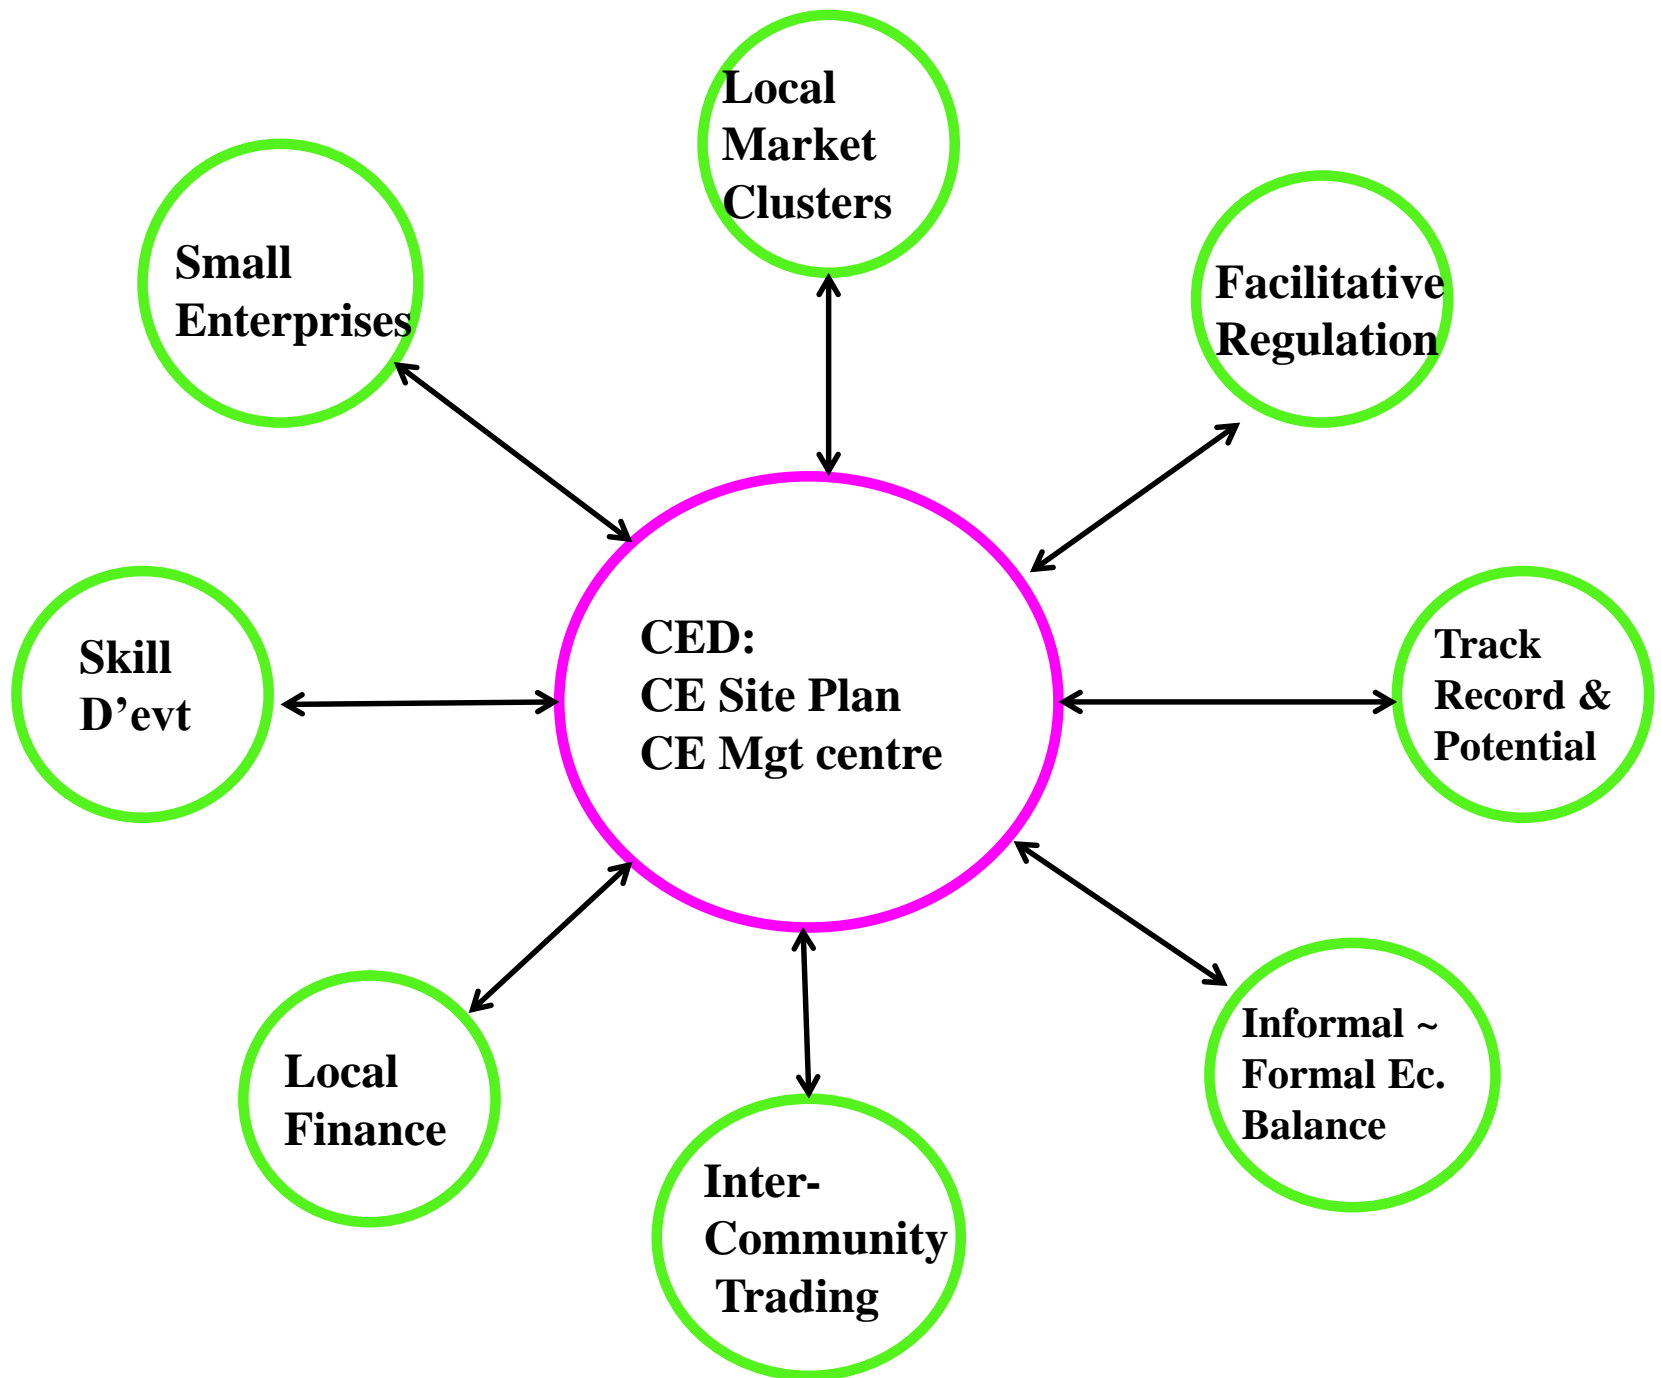 Local
Market
Clusters
Small
Enterprises
Facilitative
Regulation
Skill
D’evt
CED:
CE Site Plan
CE Mgt centre
Track
Record &
Potential
Local
Finance
Inter-
Community
Trading
Informal ~
Formal Ec.
Balance